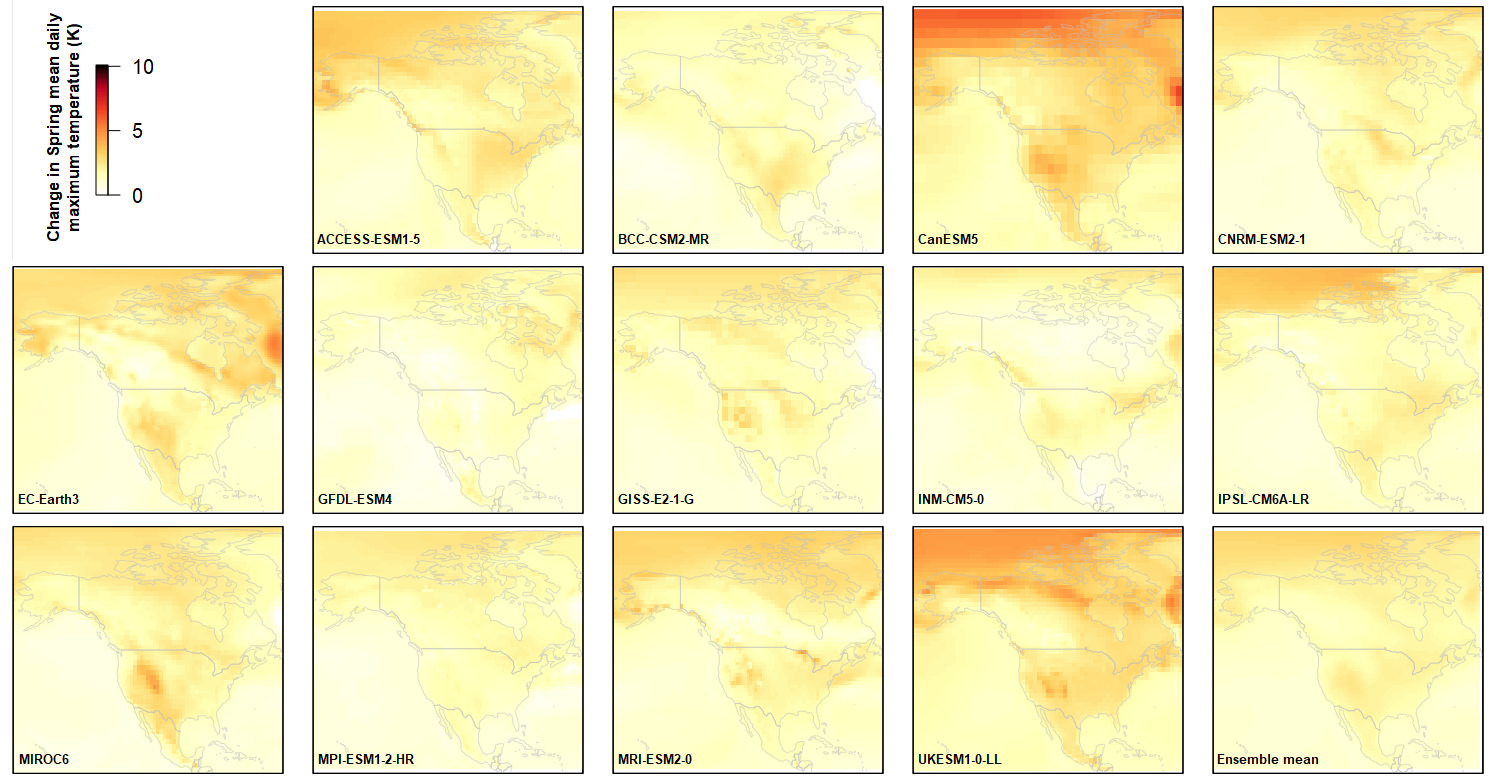 Change in Spring mean daily
maximum temperature (K)
10
5
0
ACCESS-ESM1-5
BCC-CSM2-MR
CanESM5
CNRM-ESM2-1
EC-Earth3
GFDL-ESM4
GISS-E2-1-G
INM-CM5-0
IPSL-CM6A-LR
MIROC6
MPI-ESM1-2-HR
MRI-ESM2-0
UKESM1-0-LL
Ensemble mean